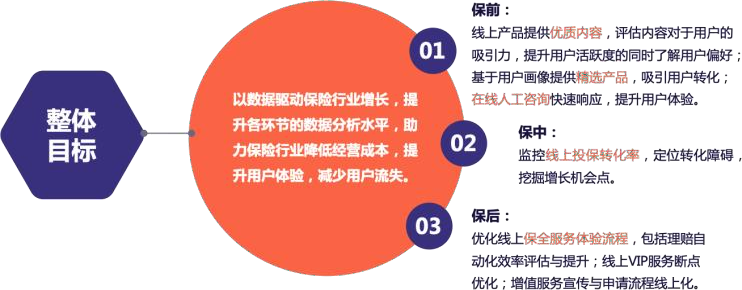 整体
目标
以数据驱动保险行业增长，提
升各环节的数据分析水平，助
力保险行业降低经营成本，提
升用户体验，减少用户流失。
01
保前：
线上产品提供优质内容，评估内容对于用户的
吸引力，提升用户活跃度的同时了解用户偏好；
基于用户画像提供精选产品，吸引用户转化；
在线人工咨询快速响应，提升用户体验。
02
保中：
监控线上投保转化率，定位转化障碍，
挖掘增长机会点。
03
保后：
优化线上保全服务体验流程，包括理赔自
动化效率评估与提升；线上VIP服务断点
优化；增值服务宣传与申请流程线上化。